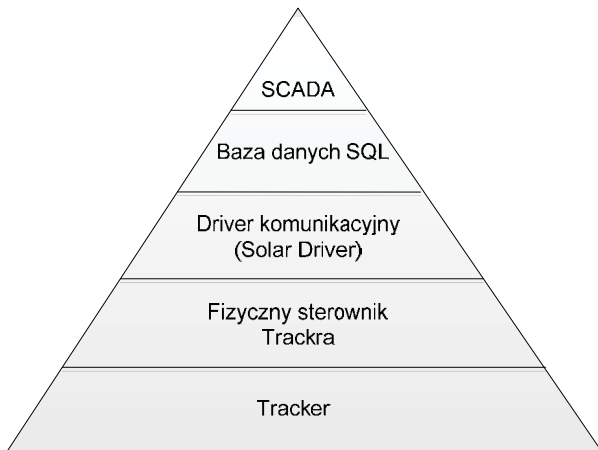 SCADA
Baza danych SQL
Driver komunikacyjny
(Solar Driver)
Fizyczny sterownik
Trackra
Tracker